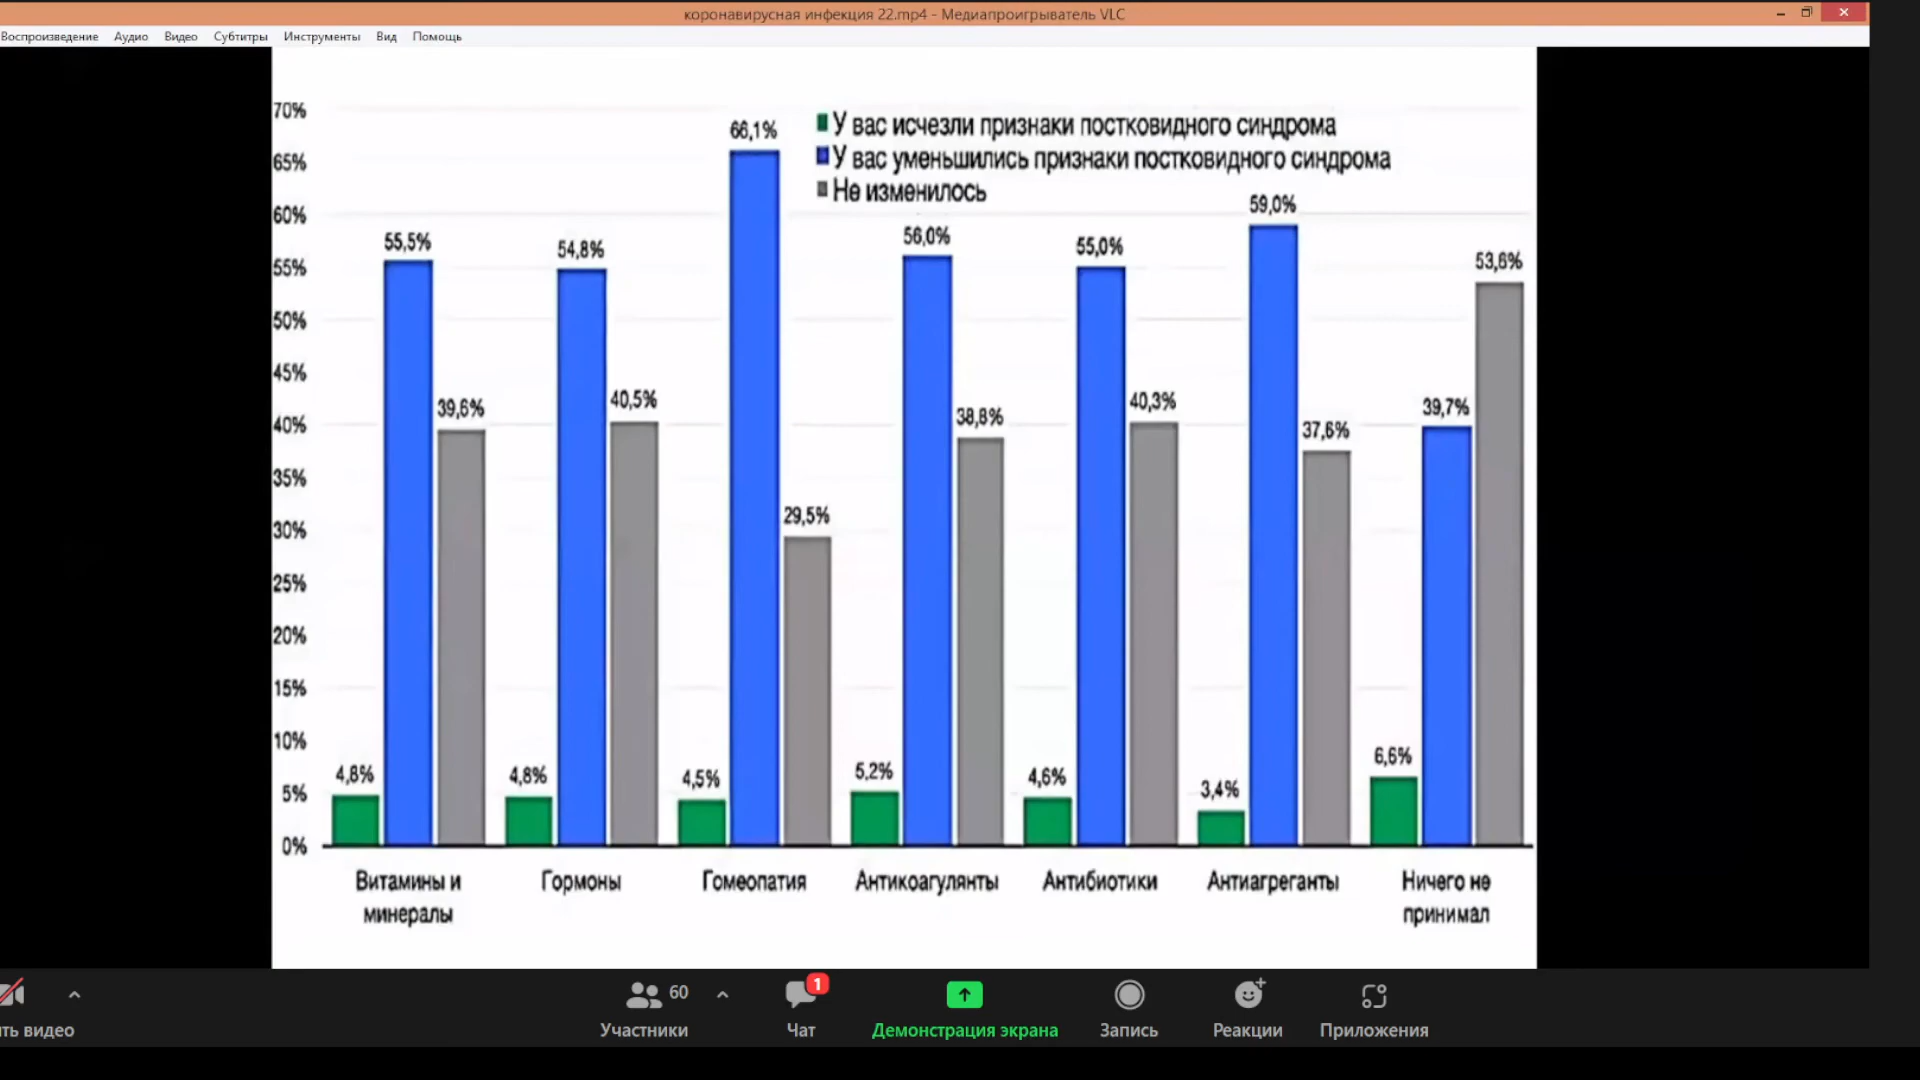 коронавирусная инфекция 22.mp4 - Медиапроигрыватель VLC
Воспроизведение Аудио Видео Субтитры Инструменты Вид Помощь
У вас исчезли признаки постковидного синдрома
У вас уменьшились признаки постковидного синдрома
Не изменилось
70%
65%
60%
55%
50%
45%
40%
35%
30%
25%
20%
15%
10%
5%
0%
4,8% 55,5% 39,6%
4,8% 54,8% 40,5%
4,5% 66,1% 29,5%
5,2% 56,0% 38,8%
4,6% 55,0% 40,3%
3,4% 59,0% 37,6%
6,6% 39,7% 53,6%
Витамины и
минералы
Гормоны
Гомеопатия
Антикоагулянты
Антибиотики
Антиагреганты
Ничего не
принимал
60
1
ть видео
Участники
Чат
Демонстрация экрана
Запись
Реакции
Приложения